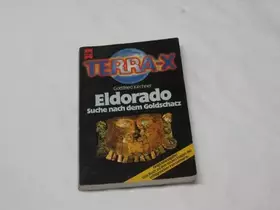 TERRA-X
Gottfried Kirchner
Eldorado
Suche nach dem Goldschatz